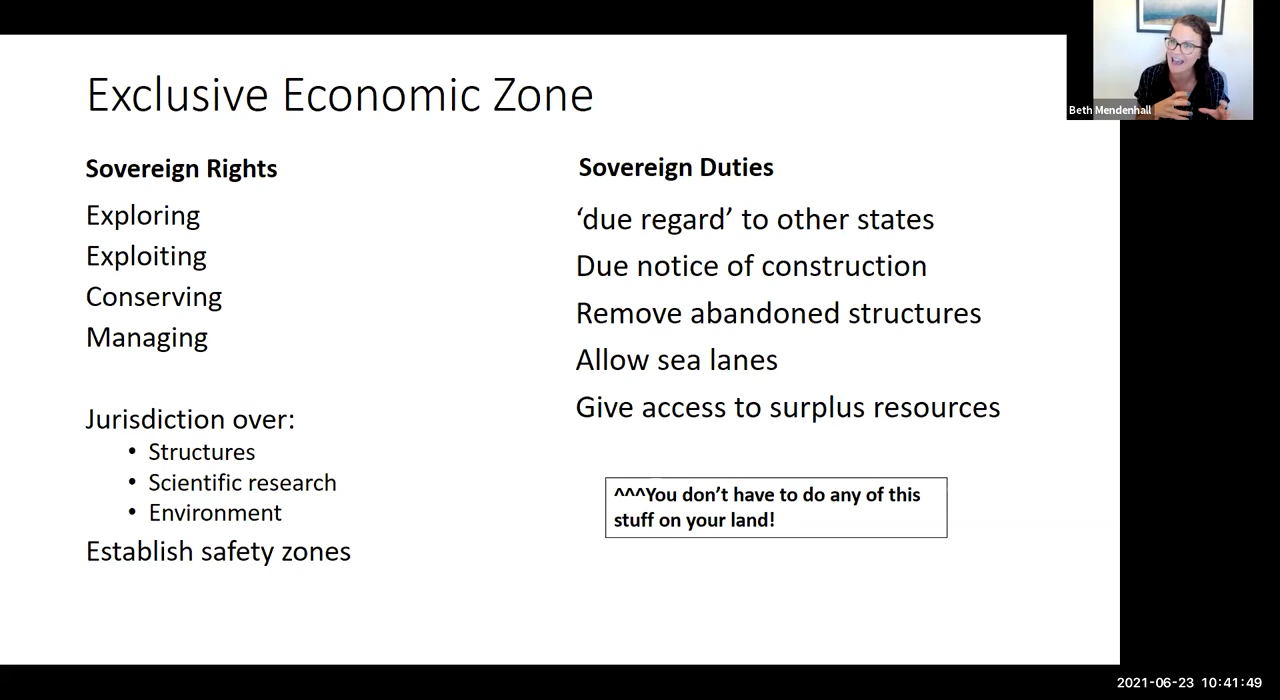 Exclusive Economic Zone
Beth Mendenhall
Sovereign Rights
Exploring
Exploiting
Conserving
Managing
Jurisdiction over:
• Structures
• Scientific research
• Environment
Establish safety zones
Sovereign Duties
‘due regard’ to other states
Due notice of construction
Remove abandoned structures
Allow sea lanes
Give access to surplus resources
^^^You don’t have to do any of this
stuff on your land!
2021-06-23 10:41:49